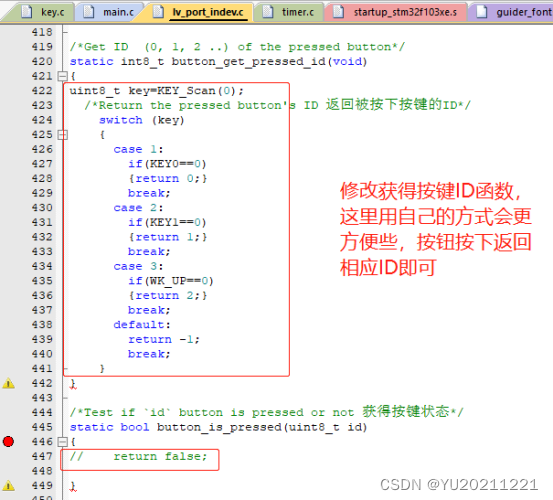 key.c main.c lv_port_indev.c timer.c startup_stm32f103xe.s guider_font
418
419 /*Get ID (0, 1, 2 ..) of the pressed button*/
420 static int8_t button_get_pressed_id(void)
421 {
422 uint8_t key=KEY_Scan(0);
423 /*Return the pressed button's ID 返回被按下按键的ID*/
424 switch (key)
425 {
426 case 1:
427 if(KEY0==0)
428 {return 0;}
429 break;
430 case 2:
431 if(KEY1==0)
432 {return 1;}
433 break;
434 case 3:
435 if(WK_UP==0)
436 {return 2;}
437 break;
438 default:
439 return -1;
440 break;
441 }
442 }
443
444 /*Test if `id` button is pressed or not 获得按键状态*/
445 static bool button_is_pressed(uint8_t id)
446 {
447 // return false;
448
449 }
450
修改获得按键ID函数，
这里用自己的方式会更
方便些，按钮按下返回
相应ID即可
CSDN @YU20211221